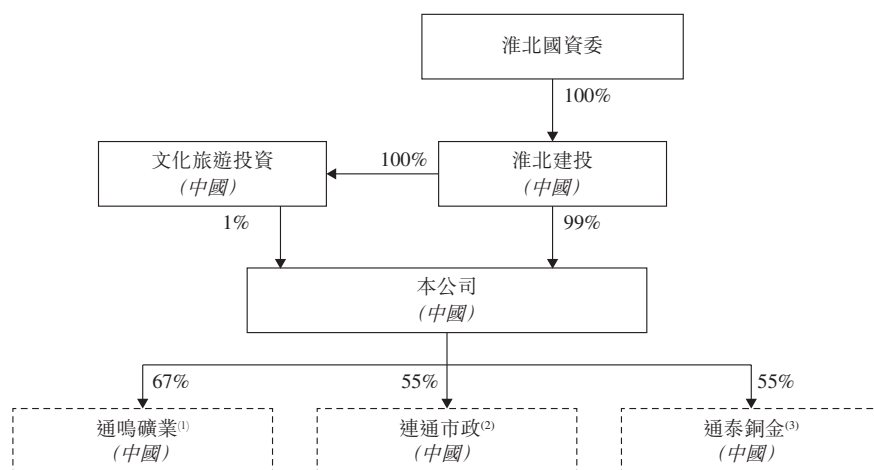 淮北國資委
100%
文化旅遊投資
(中國)
100%
淮北建投
(中國)
1%
99%
本公司
(中國)
67%
55%
55%
通鳴礦業(1)
(中國)
連通市政(2)
(中國)
通泰銅金(3)
(中國)